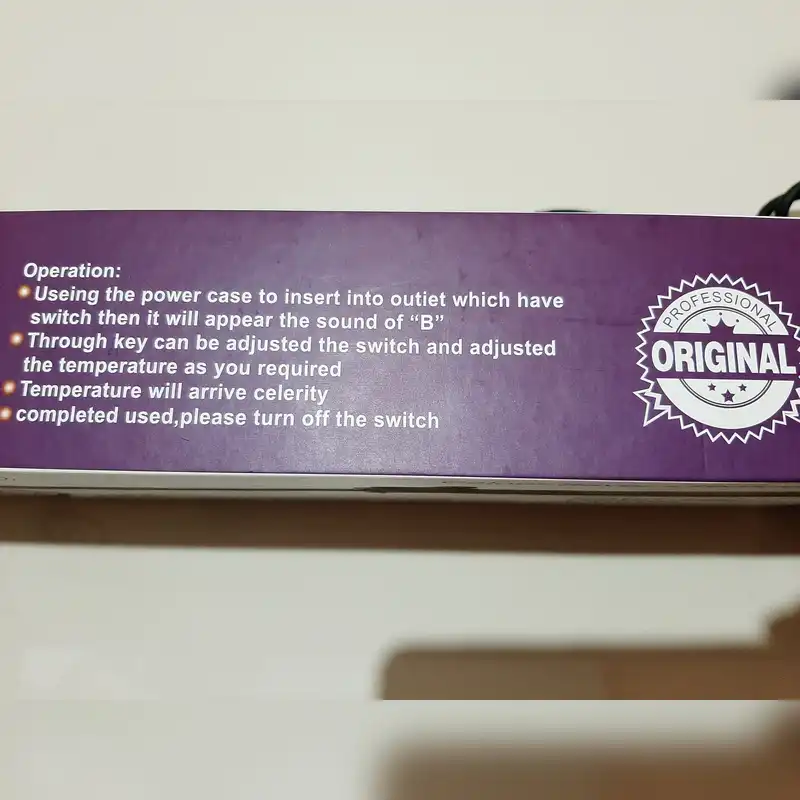 Operation:
Useing the power case to insert into outiet which have
switch then it will appear the sound of “B”
Through key can be adjusted the switch and adjusted
the temperature as you required
Temperature will arrive celerity
completed used,please turn off the switch
PROFESSIONAL
ORIGINAL